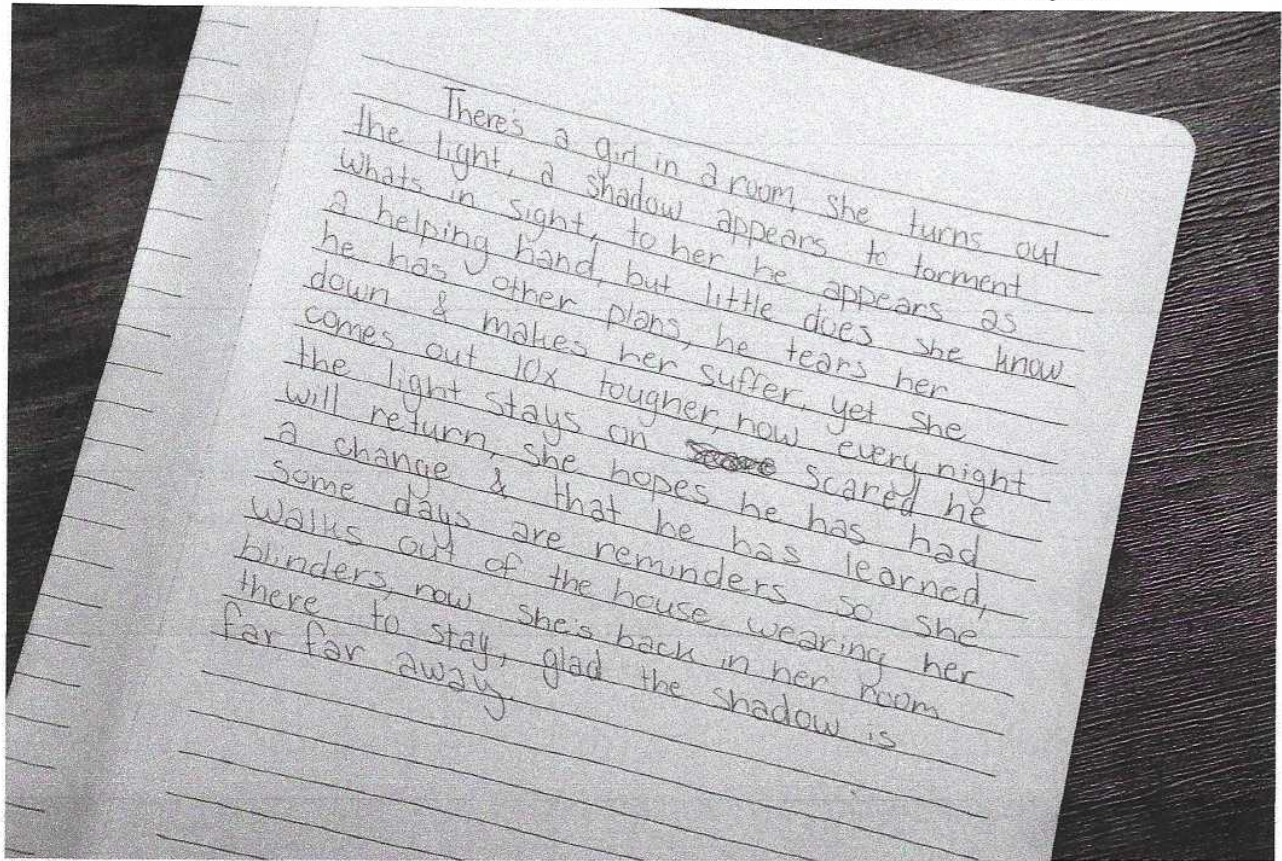 There's a girl in a room, she turns out
the light, a shadow appears to torment
whats in sight, to her he appears as
a helping hand, but little does she know
he has other plans, he tears her
down & makes her suffer, yet she
comes out 10x tougher, now every night
the light stays on scared he
will return, she hopes he has had
a change & that he has learned,
some days are reminders so she
walks out of the house wearing her
blinders, now she's back in her room
there to stay, glad the shadow is
far far away.